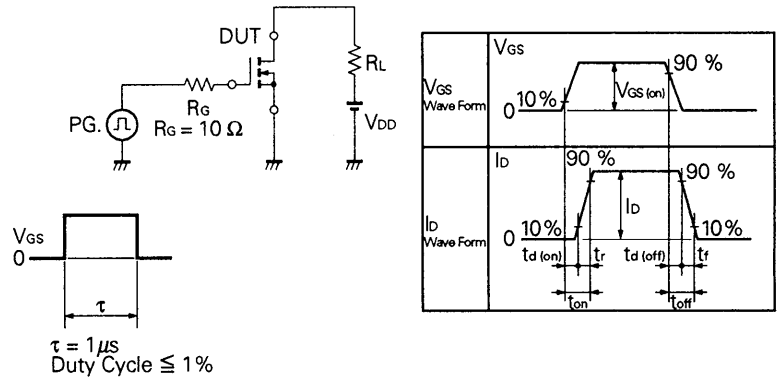 DUT
RL
RG
RG = 10 Ω
PG.
VDD
VGS
0
τ
τ = 1 μs
Duty Cycle ≦ 1%
VGS
Wave Form
VGS
90 %
10%
VGS (on)
0
ID
Wave Form
ID
90 %
90 %
ID
0
10%
10%
td (on)
tr
td (off)
tf
ton
toff